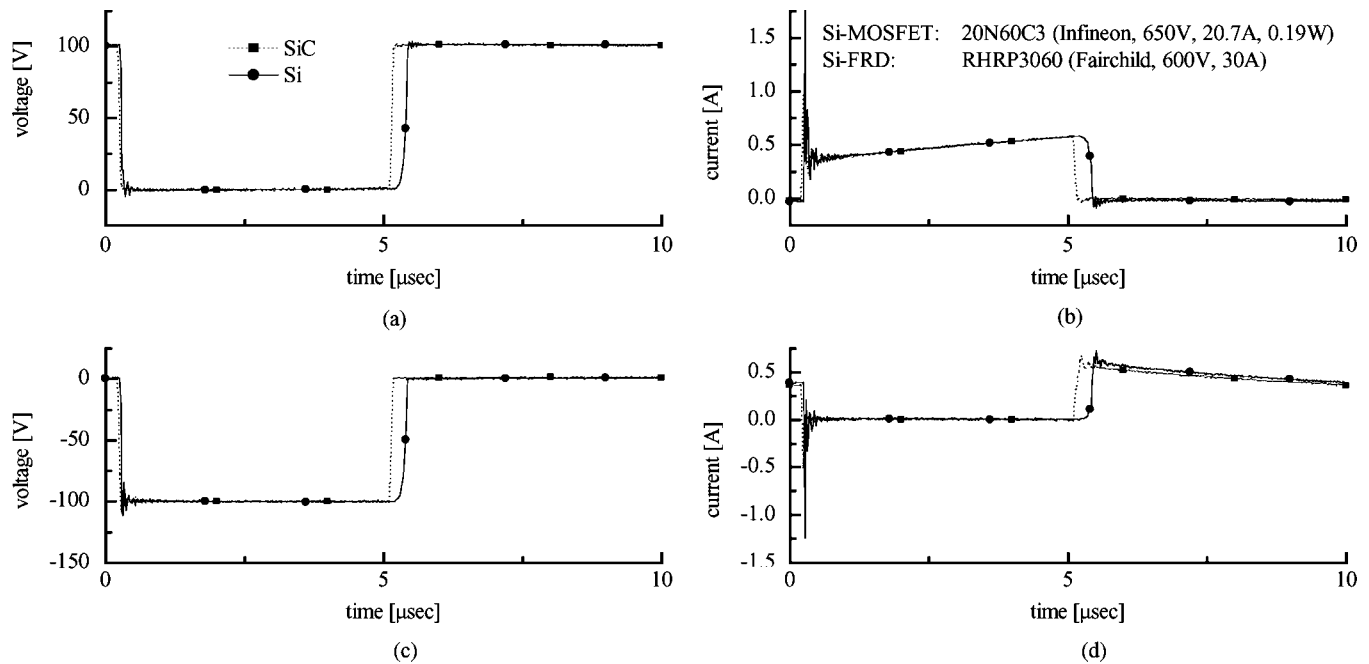 100
50
0
voltage [V]
SiC
Si
0
5
10
time [μsec]
(a)
1.5
1.0
0.5
0.0
current [A]
Si-MOSFET: 20N60C3 (Infineon, 650V, 20.7A, 0.19W)
Si-FRD: RHRP3060 (Fairchild, 600V, 30A)
0
5
10
time [μsec]
(b)
0
-50
-100
-150
voltage [V]
0
5
10
time [μsec]
(c)
0.5
0.0
-0.5
-1.0
-1.5
current [A]
0
5
10
time [μsec]
(d)